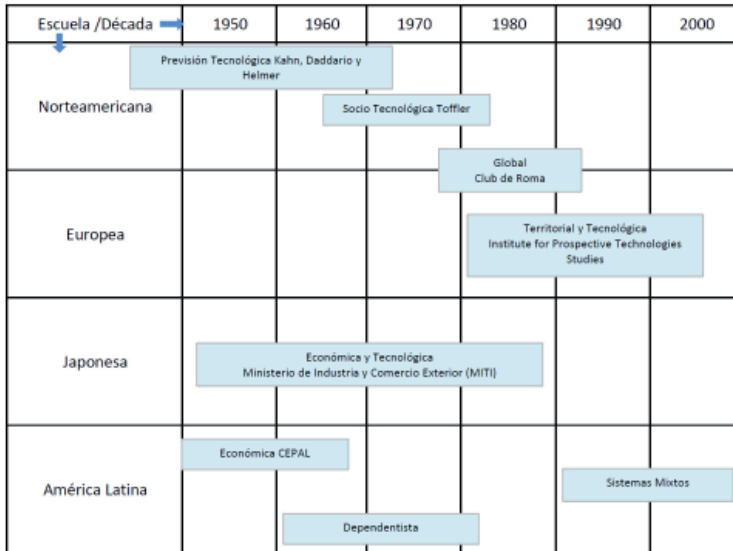 Escuela /Década
1950
1960
1970
1980
1990
2000
Norteamericana
Previsión Tecnológica Kahn, Daddario y
Helmer
Socio Tecnológica Toffler
Global
Club de Roma
Europea
Territorial y Tecnológica
Institute for Prospective Technologies
Studies
Japonesa
Económica y Tecnológica
Ministerio de Industria y Comercio Exterior (MITI)
América Latina
Económica CEPAL
Sistemas Mixtos
Dependentista